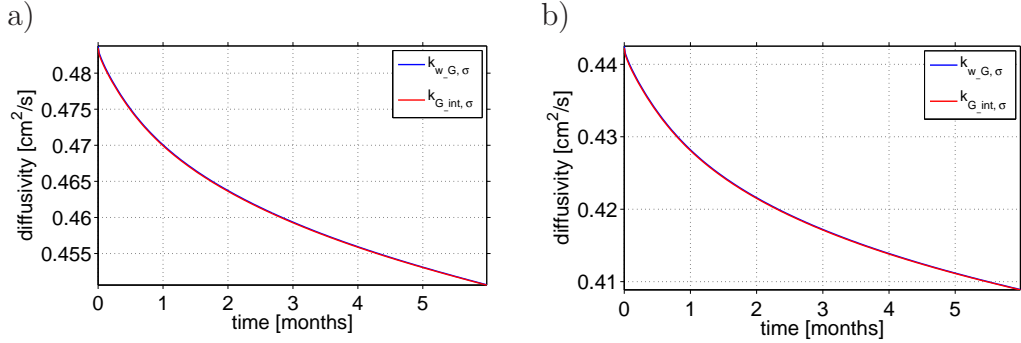 a)
0.48
0.475
0.47
0.465
0.46
0.455
diffusivity [cm²/s]
0 1 2 3 4 5
time [months]
k_w_G, σ
k_G_int, σ
b)
0.44
0.43
0.42
0.41
diffusivity [cm²/s]
0 1 2 3 4 5
time [months]
k_w_G, σ
k_G_int, σ